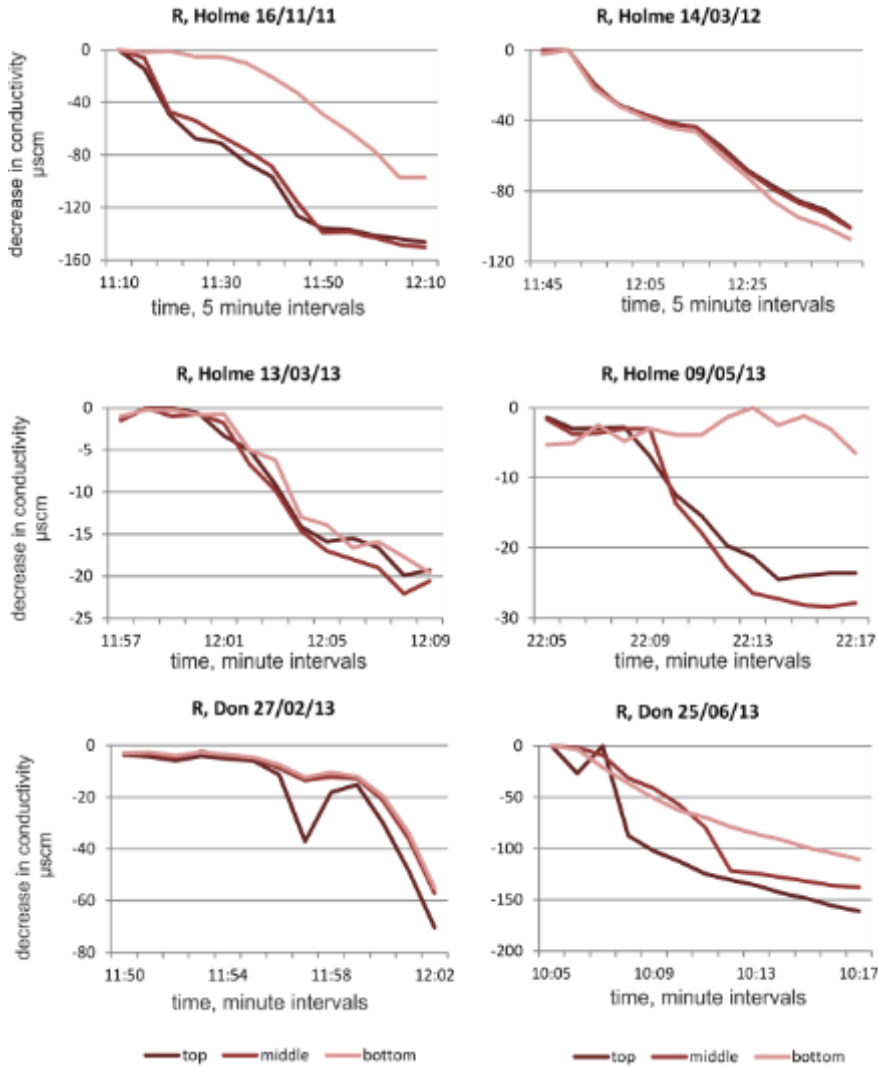 R, Holme 16/11/11
R, Holme 14/03/12
decrease in conductivity
µscm
0
-40
-80
-120
-160
11:10 11:30 11:50 12:10
time, 5 minute intervals
0
-40
-80
-120
11:45 12:05 12:25
time, 5 minute intervals
R, Holme 13/03/13
R, Holme 09/05/13
decrease in conductivity
µscm
0
-5
-10
-15
-20
-25
11:57 12:01 12:05 12:09
time, minute intervals
0
-10
-20
-30
22:05 22:09 22:13 22:17
time, minute intervals
R, Don 27/02/13
R, Don 25/06/13
decrease in conductivity
µscm
0
-20
-40
-60
-80
11:50 11:54 11:58 12:02
time, minute intervals
0
-50
-100
-150
-200
10:05 10:09 10:13 10:17
time, minute intervals
top middle bottom
top middle bottom